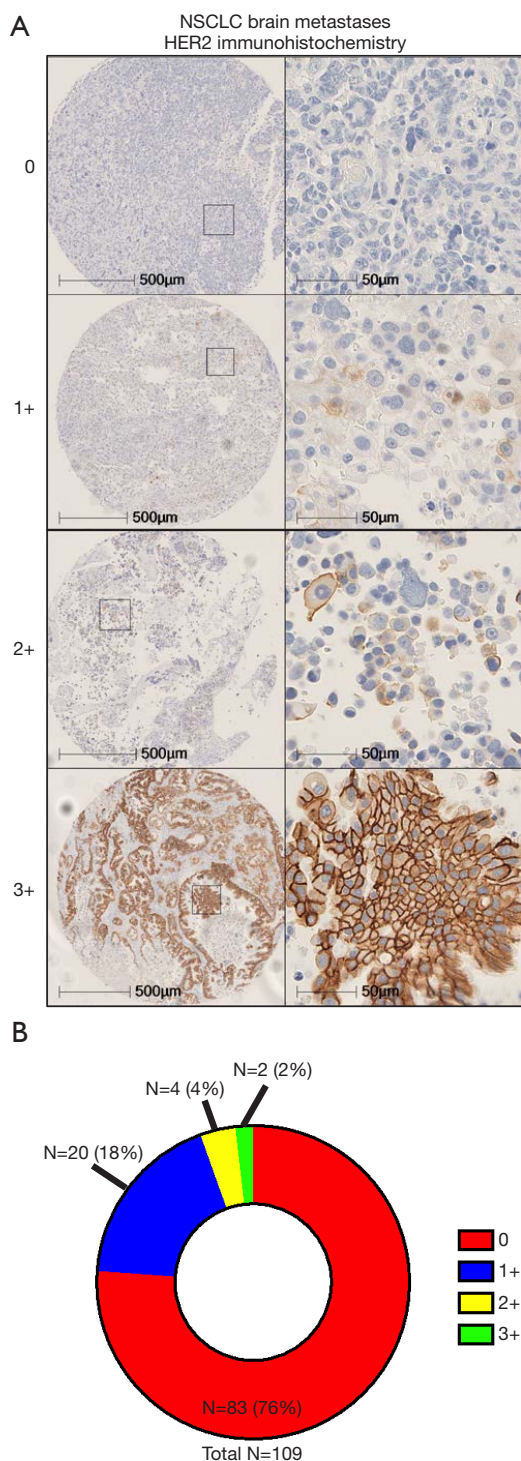 A
NSCLC brain metastases
HER2 immunohistochemistry
0
500µm
50µm
1+
500µm
50µm
2+
500µm
50µm
3+
500µm
50µm
B
N=2 (2%)
N=4 (4%)
N=20 (18%)
0
1+
2+
3+
N=83 (76%)
Total N=109